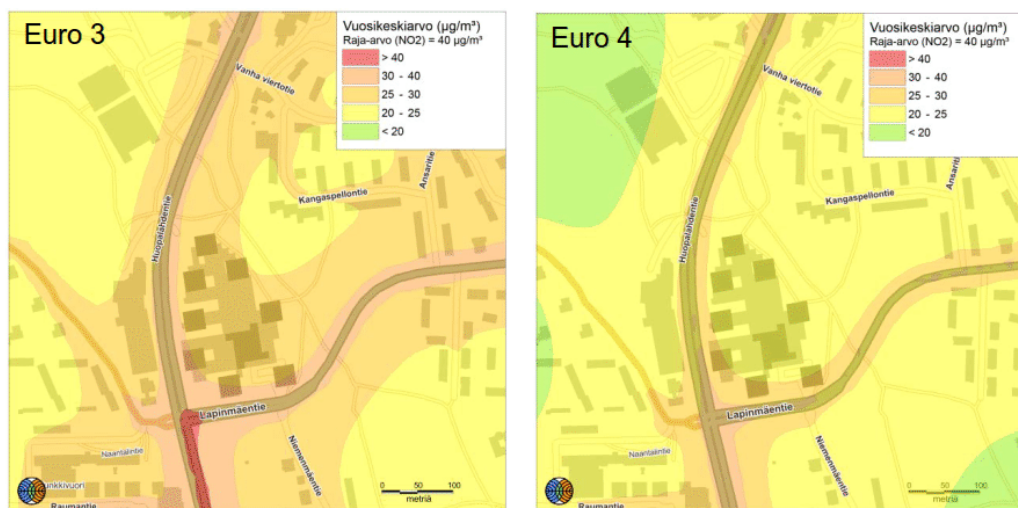 Euro 3
Vuosikeskiarvo (µg/m³)
Raja-arvo (NO2) = 40 µg/m³
> 40
30 - 40
25 - 30
20 - 25
< 20
Vanha viertotie
Ansaritie
Kangaspellontie
Huopalahdentie
Lapinmäentie
Niemenmäentie
Naantalintie
unkkivuori
Raumantie
0 50 100
metriä
Euro 4
Vuosikeskiarvo (µg/m³)
Raja-arvo (NO2) = 40 µg/m³
> 40
30 - 40
25 - 30
20 - 25
< 20
Vanha viertotie
Ansaritie
Kangaspellontie
Huopalahdentie
Lapinmäentie
Niemenmäentie
Naantalintie
Raumantie
0 50 100
metriä